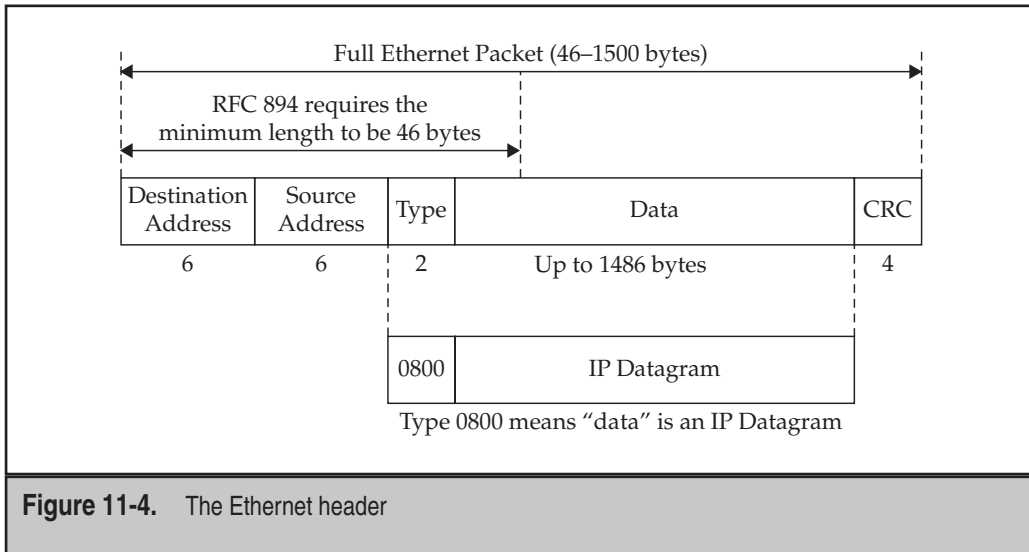 Full Ethernet Packet (46–1500 bytes)
RFC 894 requires the
minimum length to be 46 bytes
Destination
Address
Source
Address
Type
Data
CRC
6
6
2
Up to 1486 bytes
4
0800
IP Datagram
Type 0800 means “data” is an IP Datagram
Figure 11-4. The Ethernet header